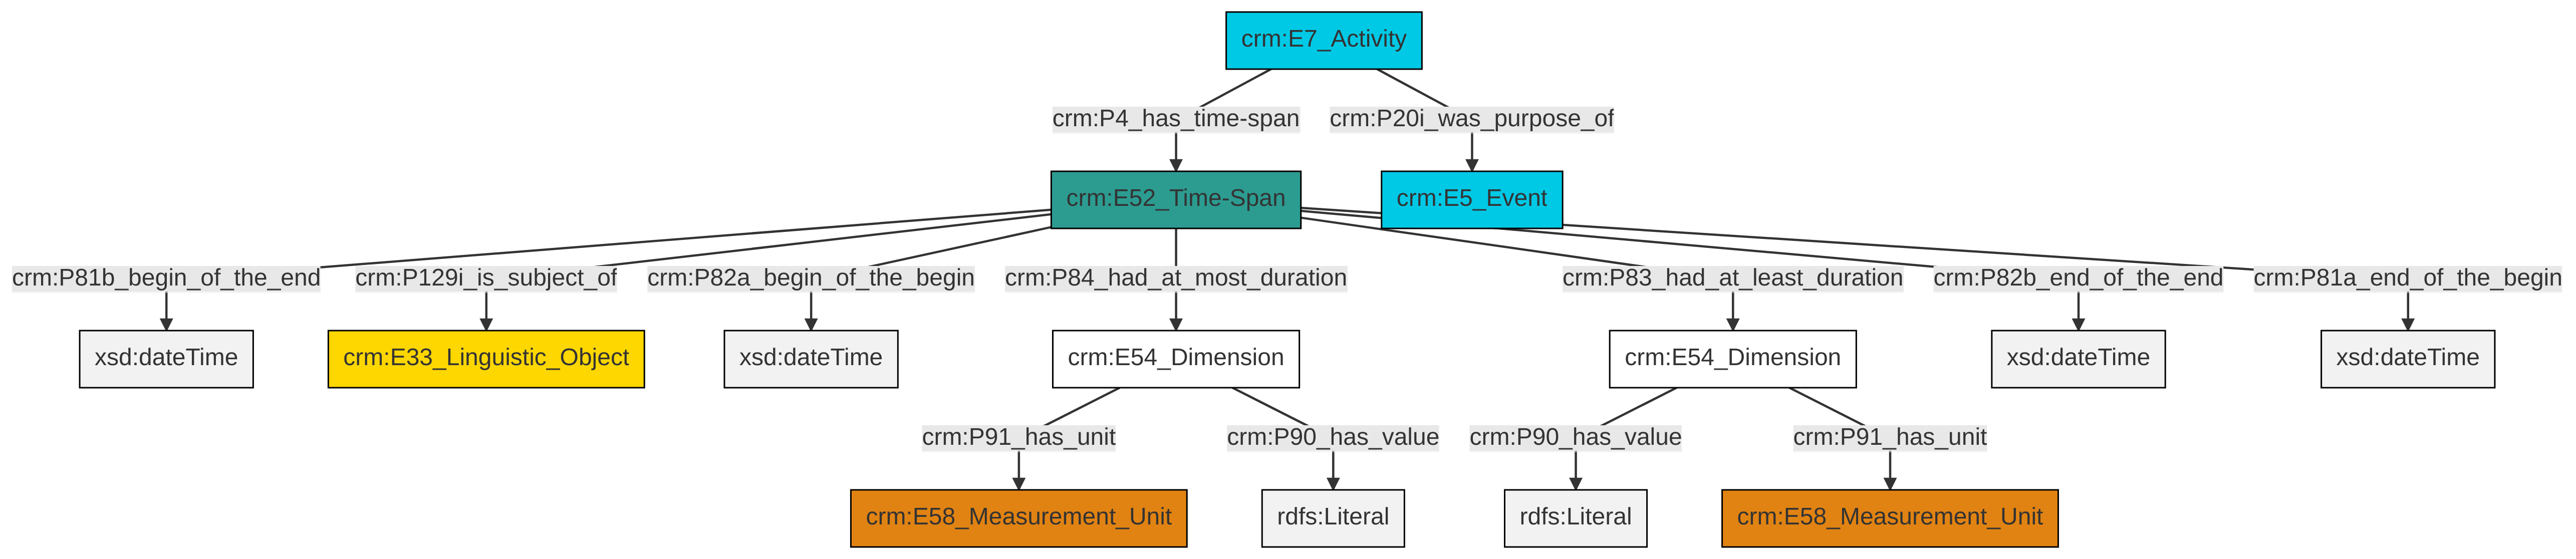 crm:E7_Activity
crm:P4_has_time-span
crm:P20i_was_purpose_of
crm:E52_Time-Span
crm:E5_Event
crm:P81b_begin_of_the_end
crm:P129i_is_subject_of
crm:P82a_begin_of_the_begin
crm:P84_had_at_most_duration
crm:P83_had_at_least_duration
crm:P82b_end_of_the_end
crm:P81a_end_of_the_begin
xsd:dateTime
crm:E33_Linguistic_Object
xsd:dateTime
crm:E54_Dimension
crm:E54_Dimension
xsd:dateTime
xsd:dateTime
crm:P91_has_unit
crm:P90_has_value
crm:P90_has_value
crm:P91_has_unit
crm:E58_Measurement_Unit
rdfs:Literal
rdfs:Literal
crm:E58_Measurement_Unit